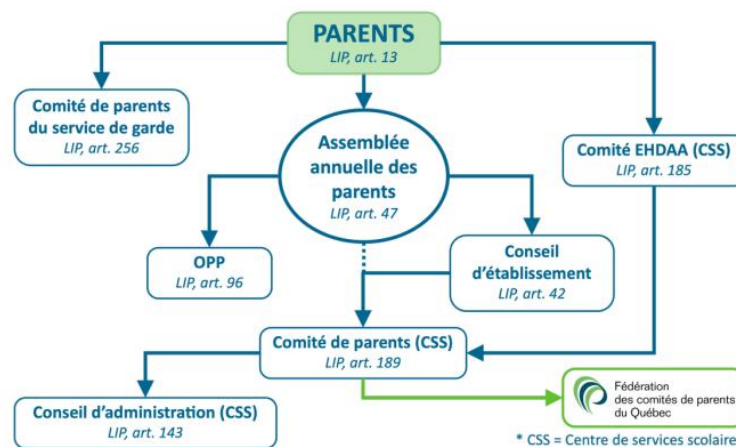 PARENTS
LIP, art. 13
Comité de parents
du service de garde
LIP, art. 256
Assemblée
annuelle des
parents
LIP, art. 47
Comité EHDAA (CSS)
LIP, art. 185
OPP
LIP, art. 96
Conseil
d’établissement
LIP, art. 42
Comité de parents (CSS)
LIP, art. 189
Conseil d’administration (CSS)
LIP, art. 143
Fédération
des comités de parents
du Québec
* CSS = Centre de services scolaire